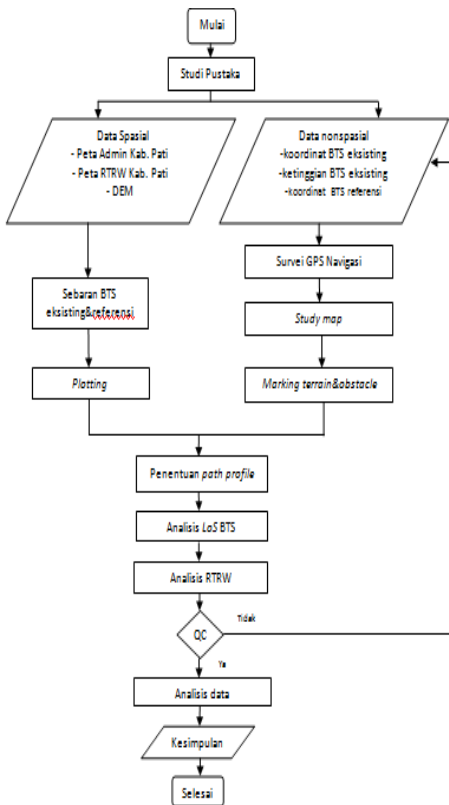 Mulai
Studi Pustaka
Data Spasial
- Peta Admin Kab. Pati
- Peta RTRW Kab. Pati
- DEM
Data nonspasial
-koordinat BTS eksisting
-ketinggian BTS eksisting
-koordinat BTS referensi
Sebaran BTS
eksisting&referensi
Plotting
Survei GPS Navigasi
Study map
Marking terrain&obstacle
Penentuan path profile
Analisis LoS BTS
Analisis RTRW
QC
Tidak
Ya
Analisis data
Kesimpulan
Selesai